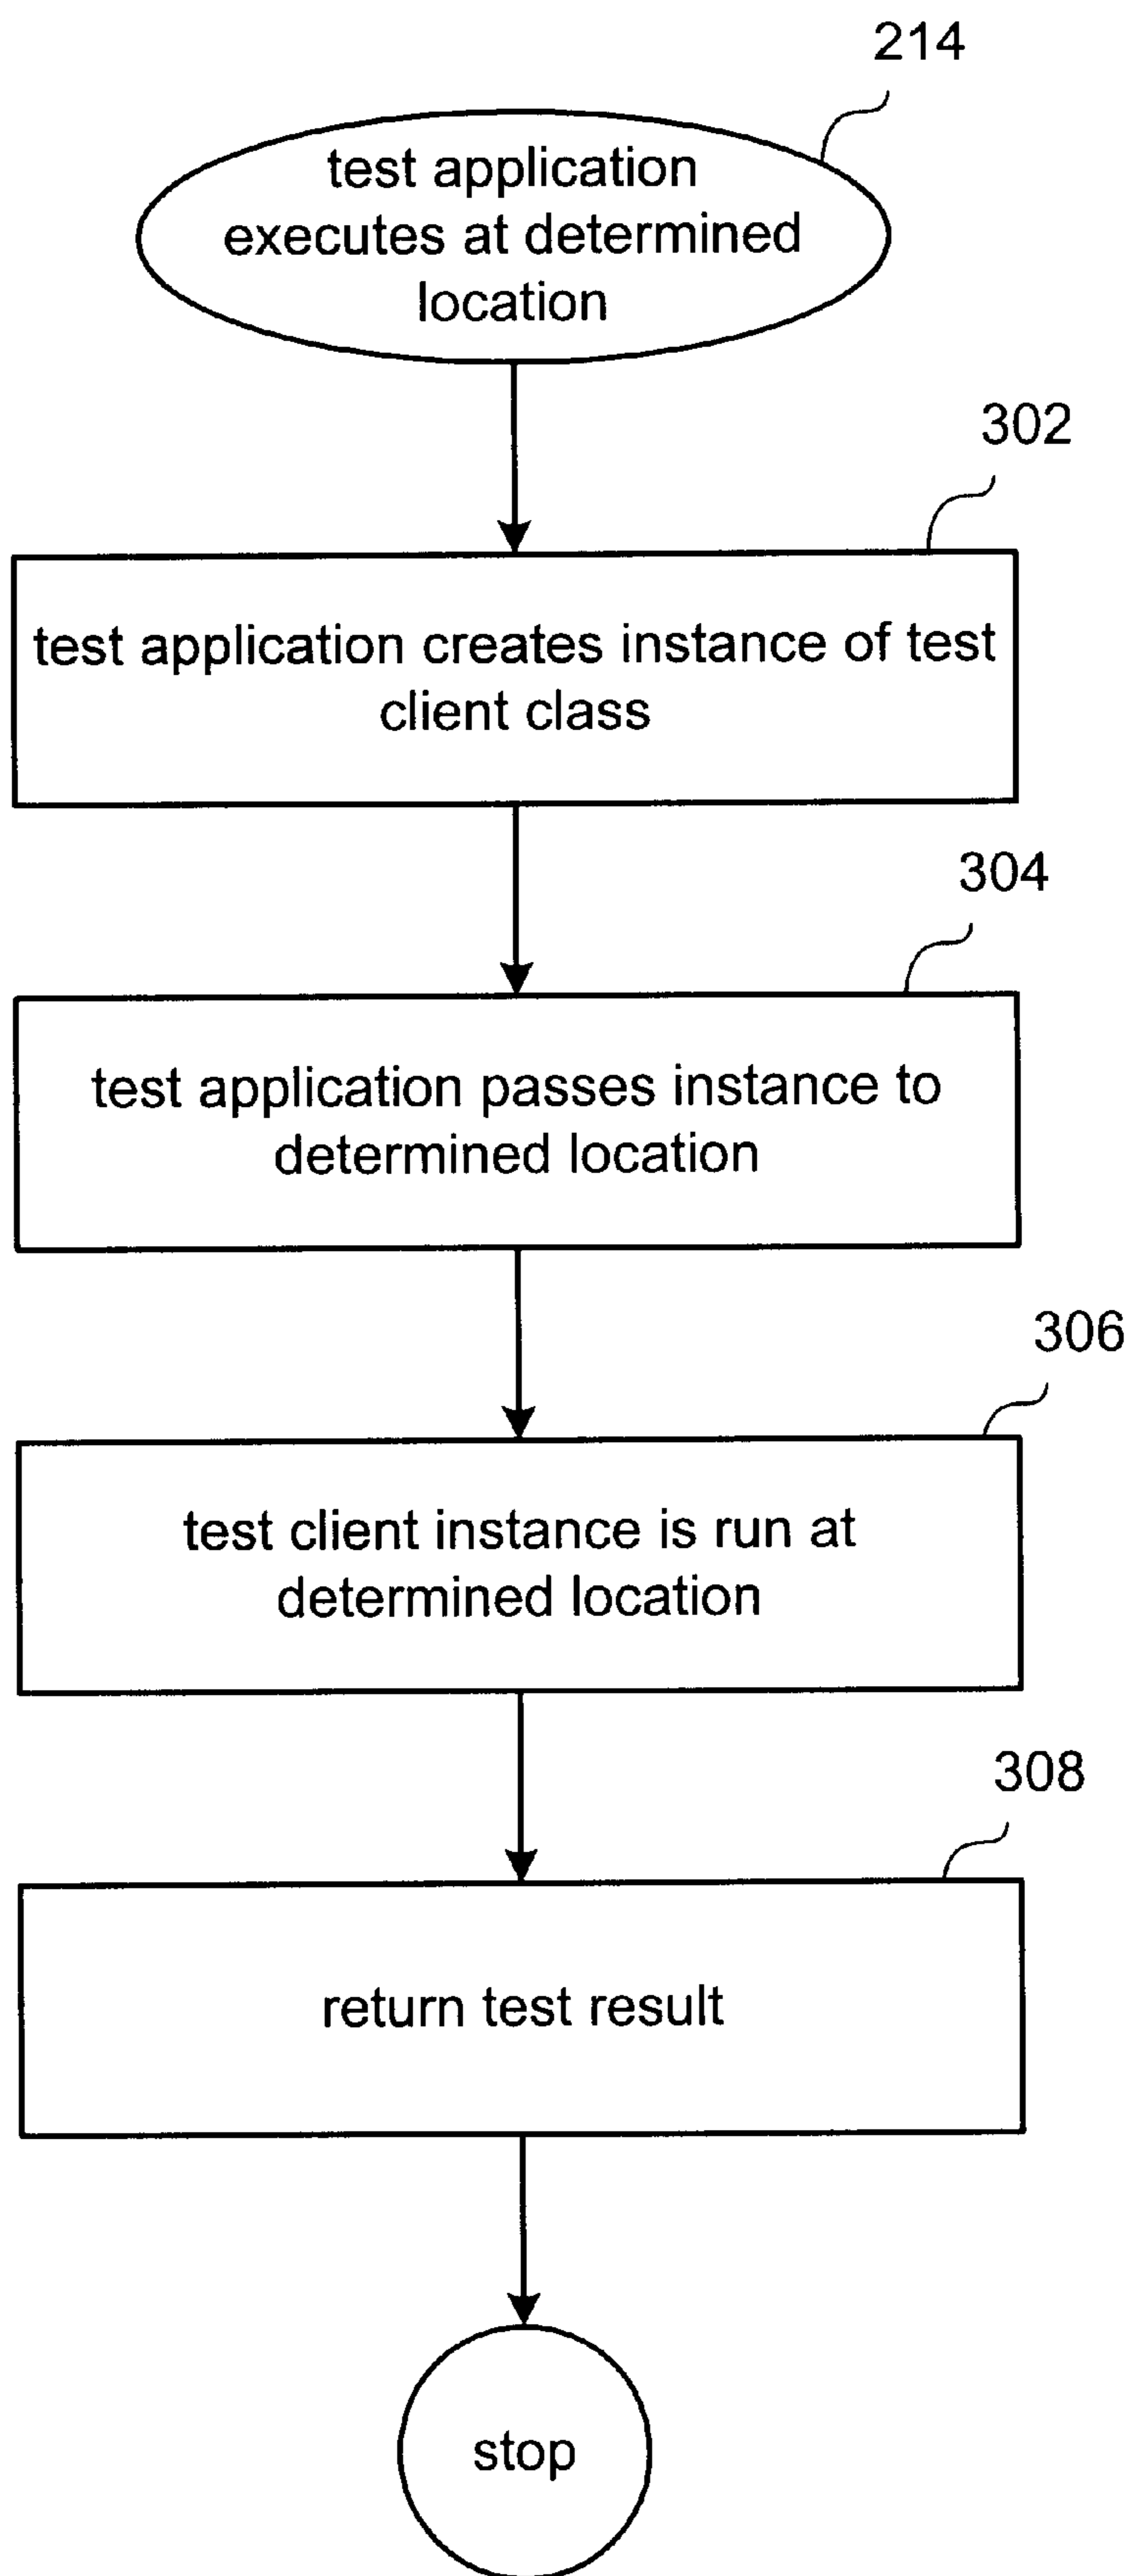 214
test application
executes at determined
location
302
test application creates instance of test
client class
304
test application passes instance to
determined location
306
test client instance is run at
determined location
308
return test result
stop